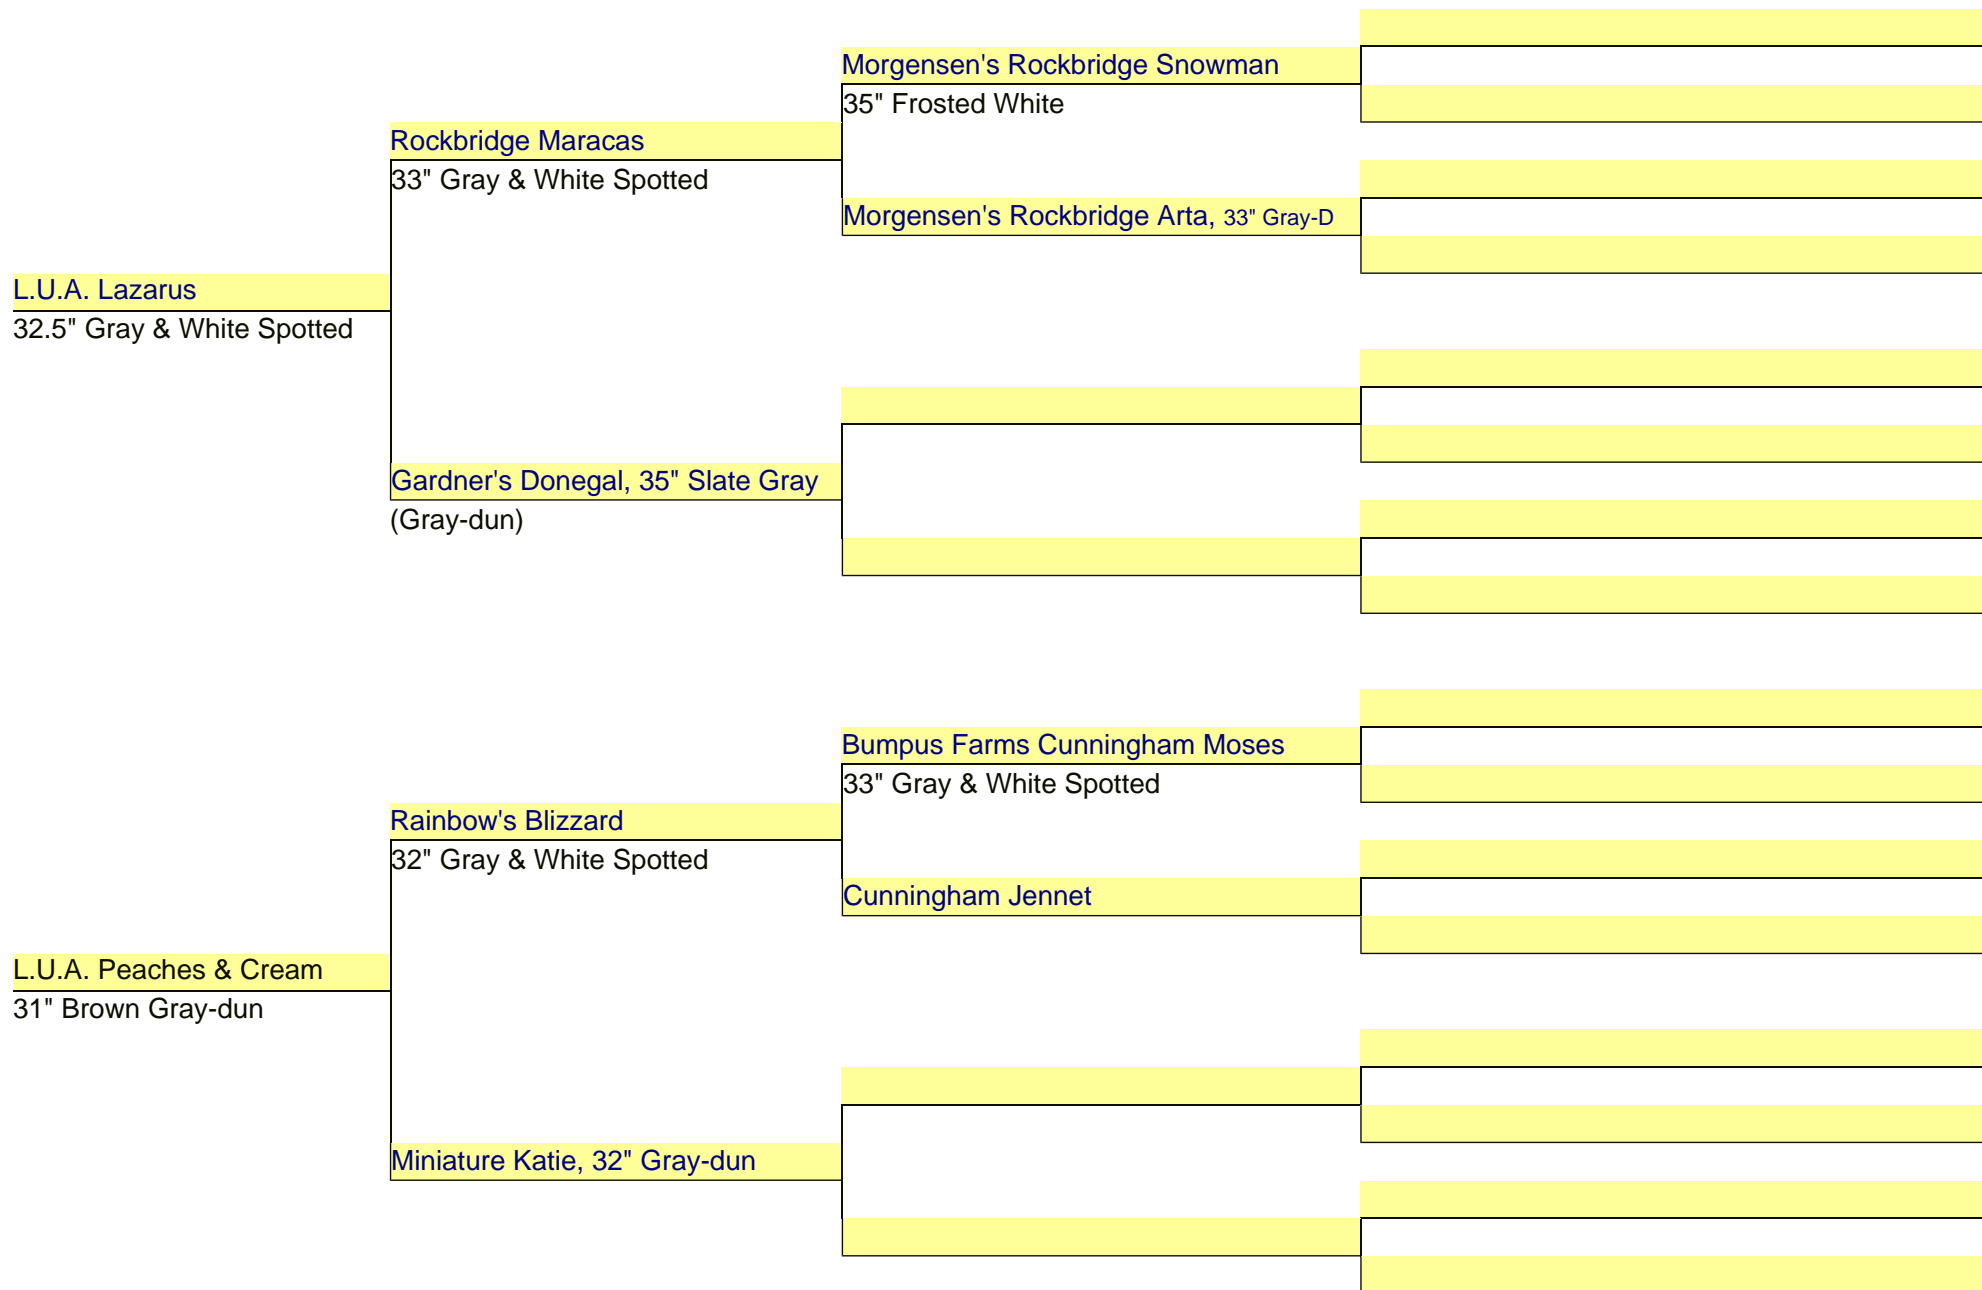 Morgensen's Rockbridge Snowman
35" Frosted White
Rockbridge Maracas
33" Gray & White Spotted
Morgensen's Rockbridge Arta, 33" Gray-D
L.U.A. Lazarus
32.5" Gray & White Spotted
Gardner's Donegal, 35" Slate Gray
(Gray-dun)
Bumpus Farms Cunningham Moses
33" Gray & White Spotted
Rainbow's Blizzard
32" Gray & White Spotted
Cunningham Jennet
L.U.A. Peaches & Cream
31" Brown Gray-dun
Miniature Katie, 32" Gray-dun